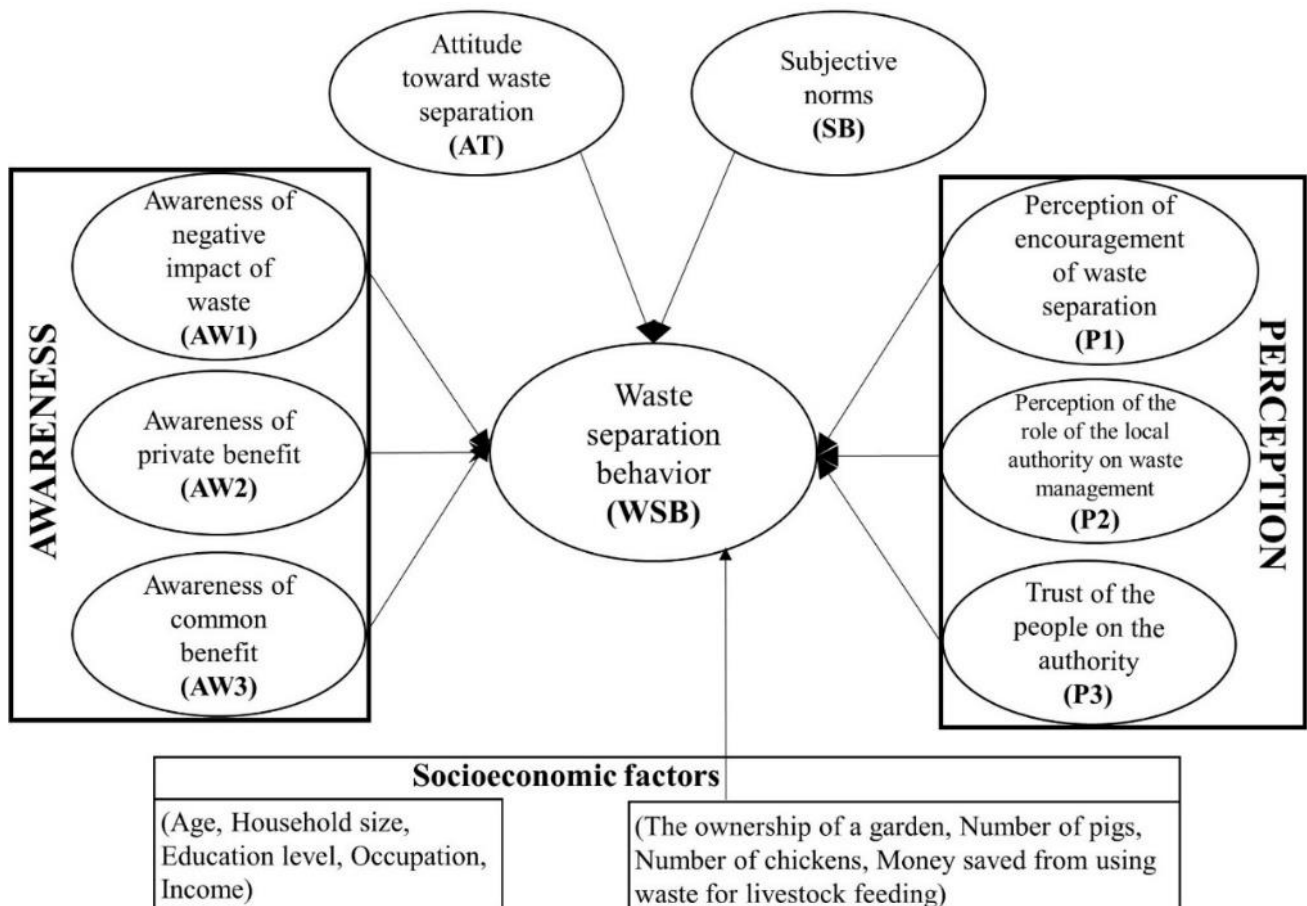 Attitude
toward waste
separation
(AT)
Subjective
norms
(SB)
AWARENESS
Awareness of
negative
impact of
waste
(AW1)
Awareness of
private benefit
(AW2)
Awareness of
common
benefit
(AW3)
Waste
separation
behavior
(WSB)
Perception of
encouragement
of waste
separation
(P1)
Perception of the
role of the local
authority on waste
management
(P2)
Trust of the
people on the
authority
(P3)
PERCEPTION
Socioeconomic factors
(Age, Household size,
Education level, Occupation,
Income)
(The ownership of a garden, Number of pigs,
Number of chickens, Money saved from using
waste for livestock feeding)